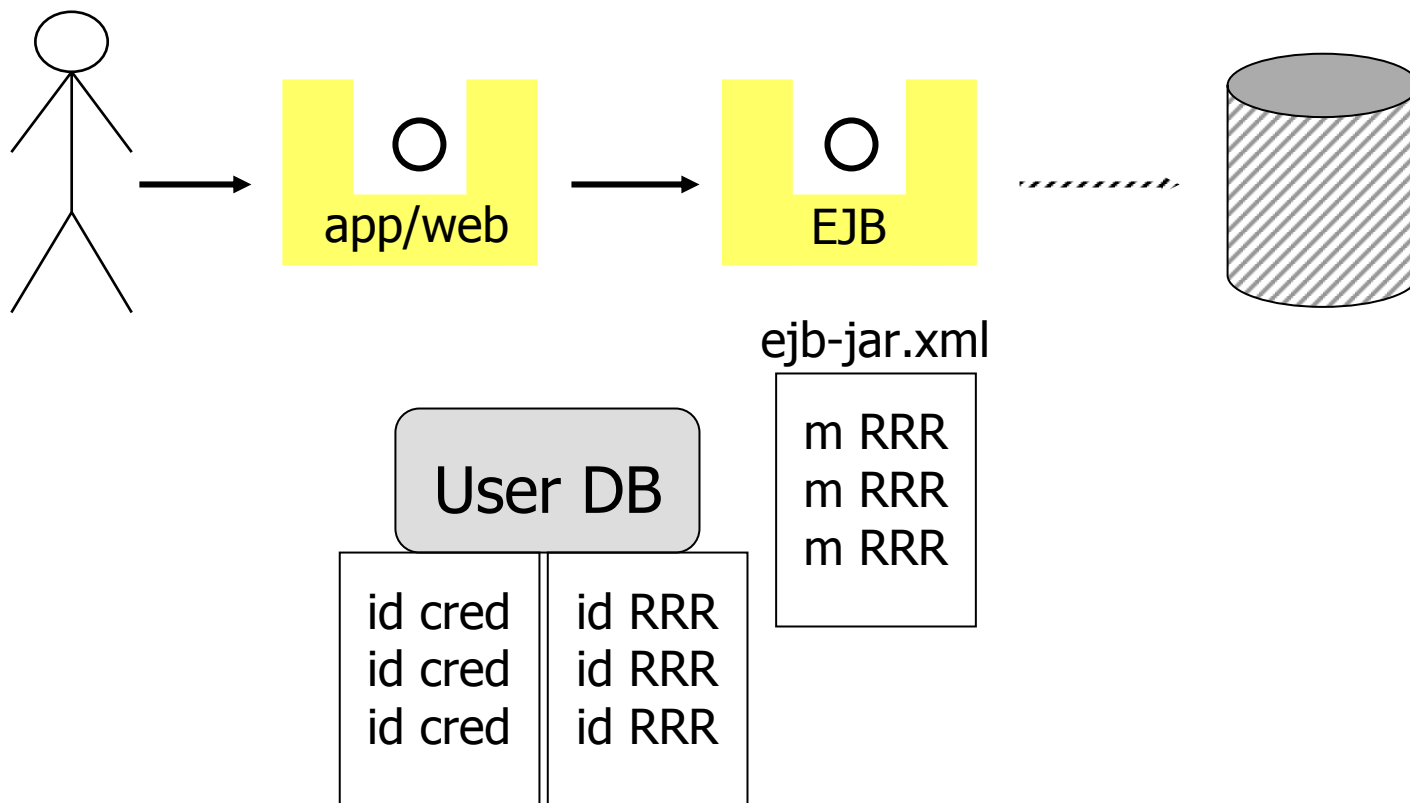 app/web
EJB
ejb-jar.xml
m RRR
m RRR
m RRR
User DB
id cred
id cred
id cred
id RRR
id RRR
id RRR